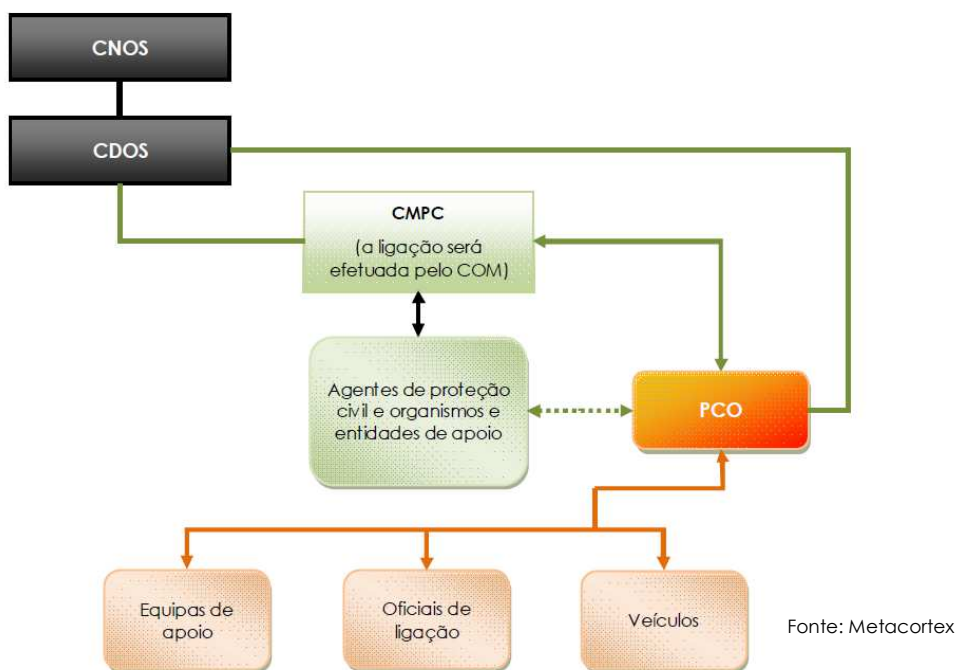 CNOS
CDOS
CMPC
(a ligação será
efetuada pelo COM)
Agentes de proteção
civil e organismos e
entidades de apoio
PCO
Equipas de
apoio
Oficiais de
ligação
Veículos
Fonte: Metacortex